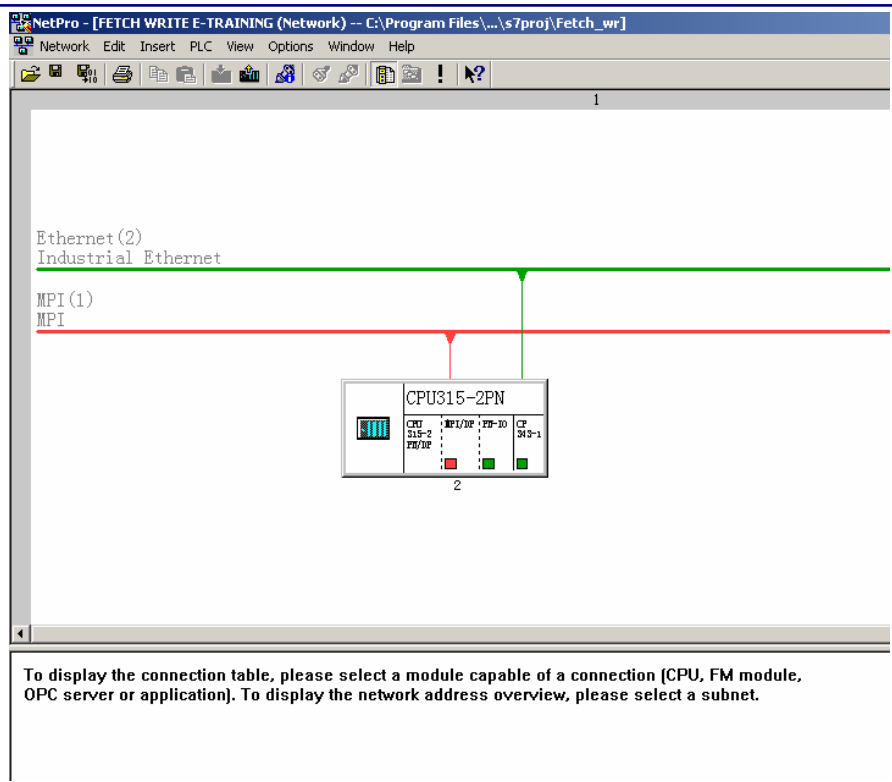 NetPro - [FETCH WRITE E-TRAINING (Network) -- C:\Program Files\...\s7proj\Fetch_wr]
Network Edit Insert PLC View Options Window Help
1
Ethernet(2)
Industrial Ethernet
MPI(1)
MPI
CPU315-2PN
CPU 315-2 PN/DP
MPI/DP
PN-IO
CP 343-1
2
To display the connection table, please select a module capable of a connection (CPU, FM module,
OPC server or application). To display the network address overview, please select a subnet.